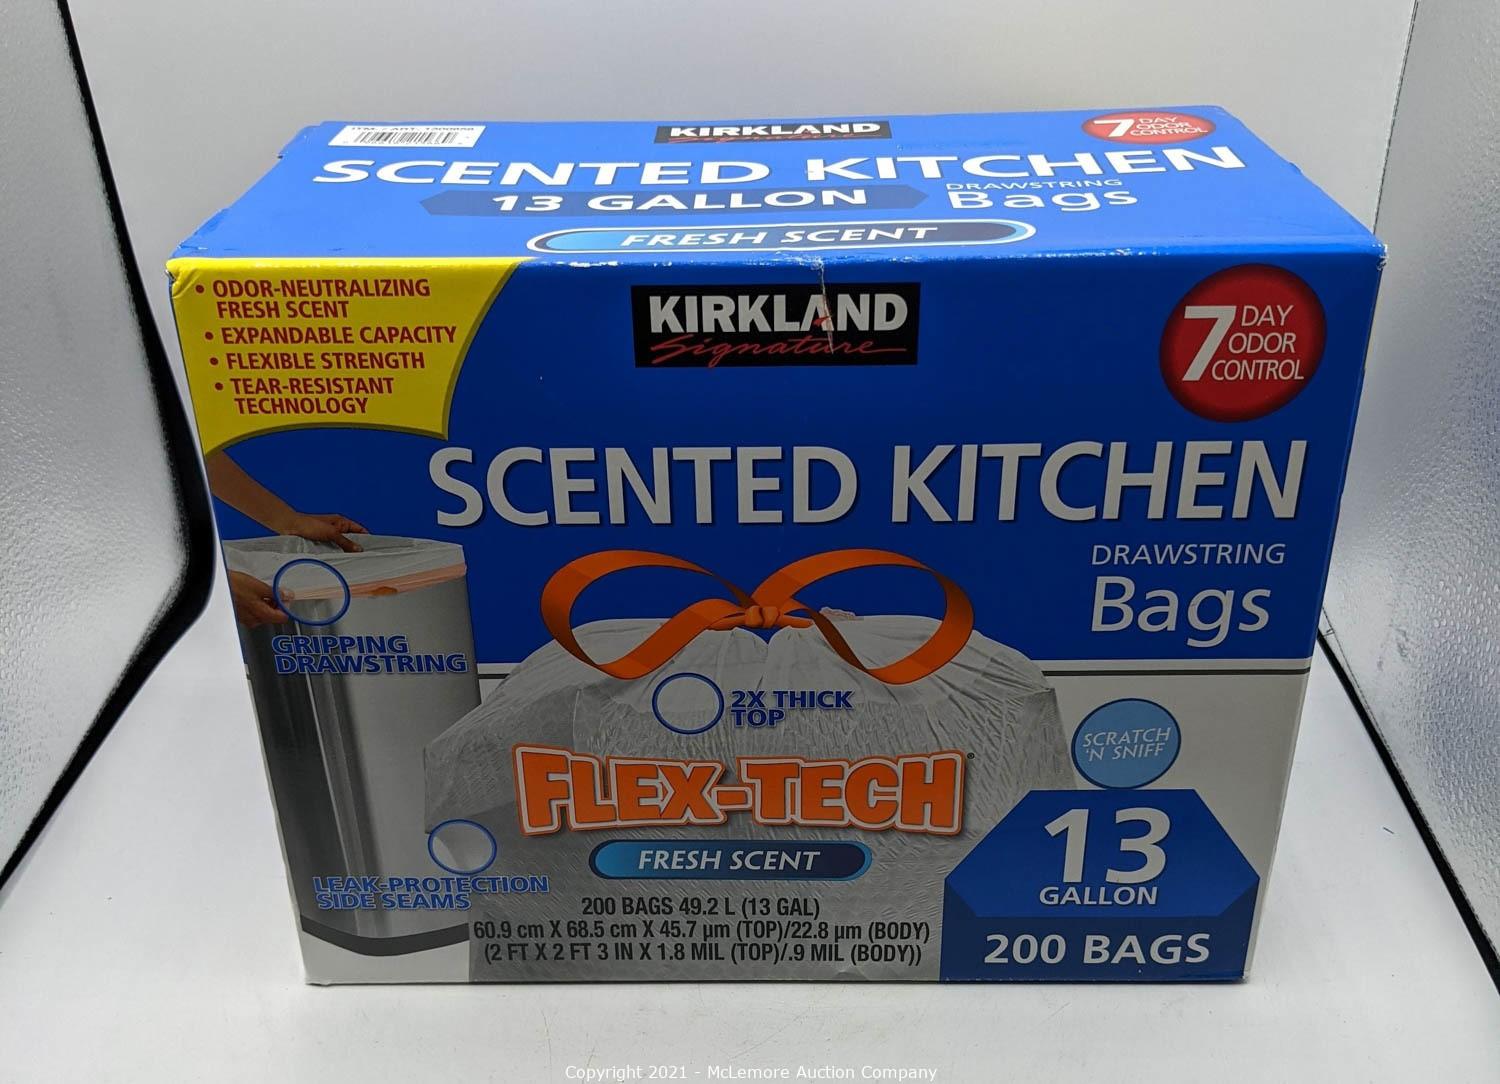 KIRKLAND
Signature
7 DAY
ODOR
CONTROL
SCENTED KITCHEN
13 GALLON
DRAWSTRING
Bags
FRESH SCENT
• ODOR-NEUTRALIZING
FRESH SCENT
• EXPANDABLE CAPACITY
• FLEXIBLE STRENGTH
• TEAR-RESISTANT
TECHNOLOGY
KIRKLAND
Signature
7 DAY
ODOR
CONTROL
SCENTED KITCHEN
DRAWSTRING
Bags
GRIPPING
DRAWSTRING
2X THICK
TOP
SCRATCH
'N SNIFF
FLEX-TECH®
FRESH SCENT
LEAK-PROTECTION
SIDE SEAMS
200 BAGS 49.2 L (13 GAL)
60.9 cm X 68.5 cm X 45.7 µm (TOP)/22.8 µm (BODY)
(2 FT X 2 FT 3 IN X 1.8 MIL (TOP)/.9 MIL (BODY))
13
GALLON
200 BAGS
Copyright 2021 - McLemore Auction Company